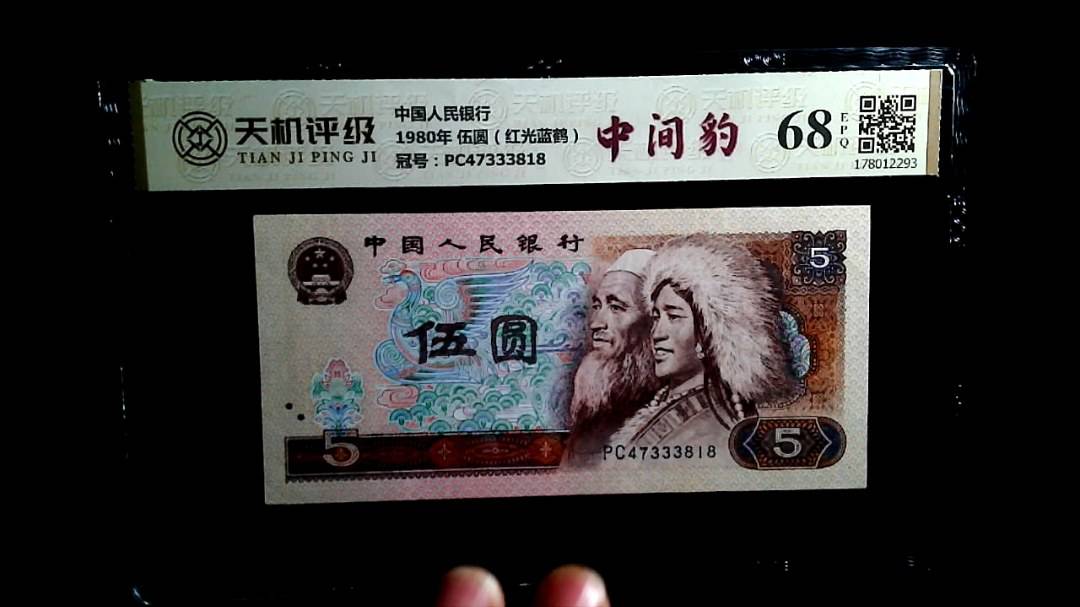 天机评级
TIAN JI PING JI
中国人民银行
1980年 伍圆（红光蓝鹤）
冠号：PC47333818
中间豹
68
EPQ
178012293
中国人民银行
5
伍圆
PC47333818
5
5